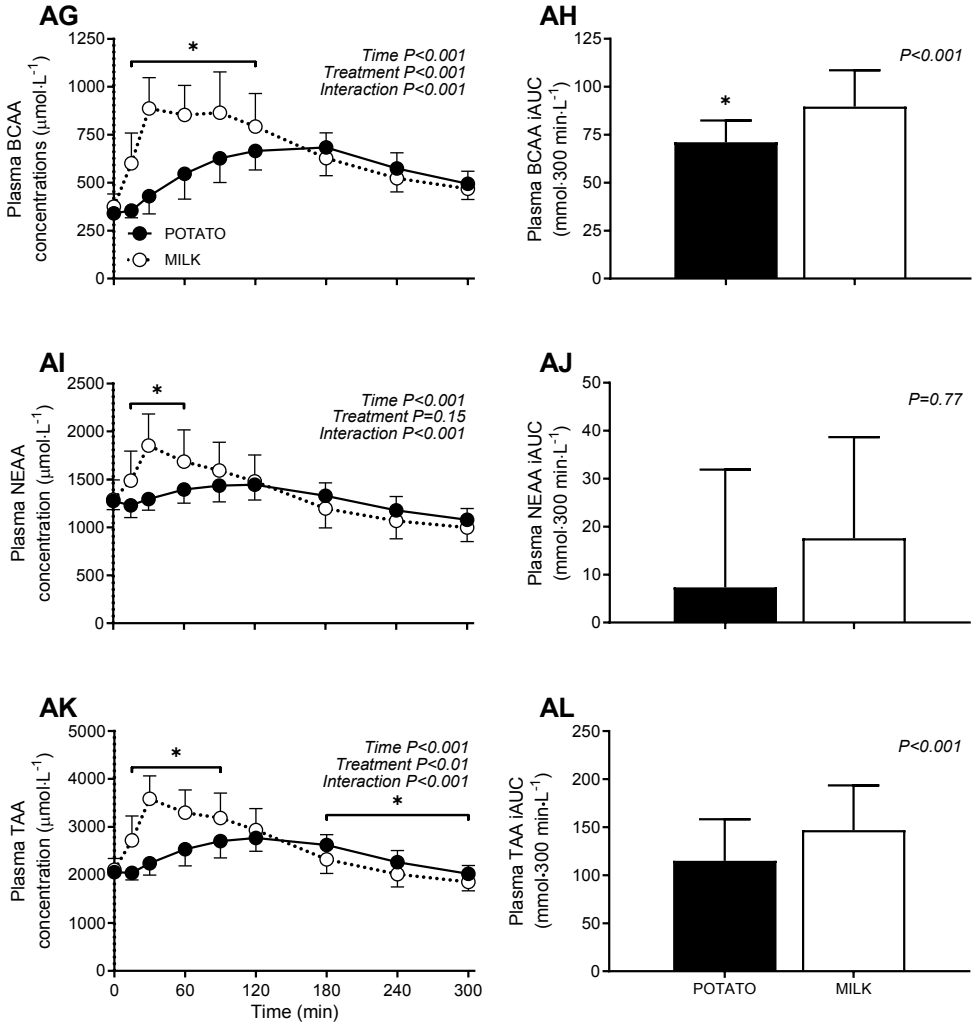 AG
Plasma BCAA
concentrations (μmol·L⁻¹)
1250
1000
750
500
250
0
*
Time P<0.001
Treatment P<0.001
Interaction P<0.001
POTATO
MILK
AH
Plasma BCAA iAUC
(mmol·300 min·L⁻¹)
125
100
75
50
25
0
*
P<0.001
AI
Plasma NEAA
concentration (μmol·L⁻¹)
2500
2000
1500
1000
500
0
*
Time P<0.001
Treatment P=0.15
Interaction P<0.001
AJ
Plasma NEAA iAUC
(mmol·300 min·L⁻¹)
50
40
30
20
10
0
P=0.77
AK
Plasma TAA
concentration (μmol·L⁻¹)
5000
4000
3000
2000
1000
0
*
Time P<0.001
Treatment P<0.01
Interaction P<0.001
*
0 60 120 180 240 300
Time (min)
AL
Plasma TAA iAUC
(mmol·300 min·L⁻¹)
250
200
150
100
50
0
P<0.001
POTATO MILK